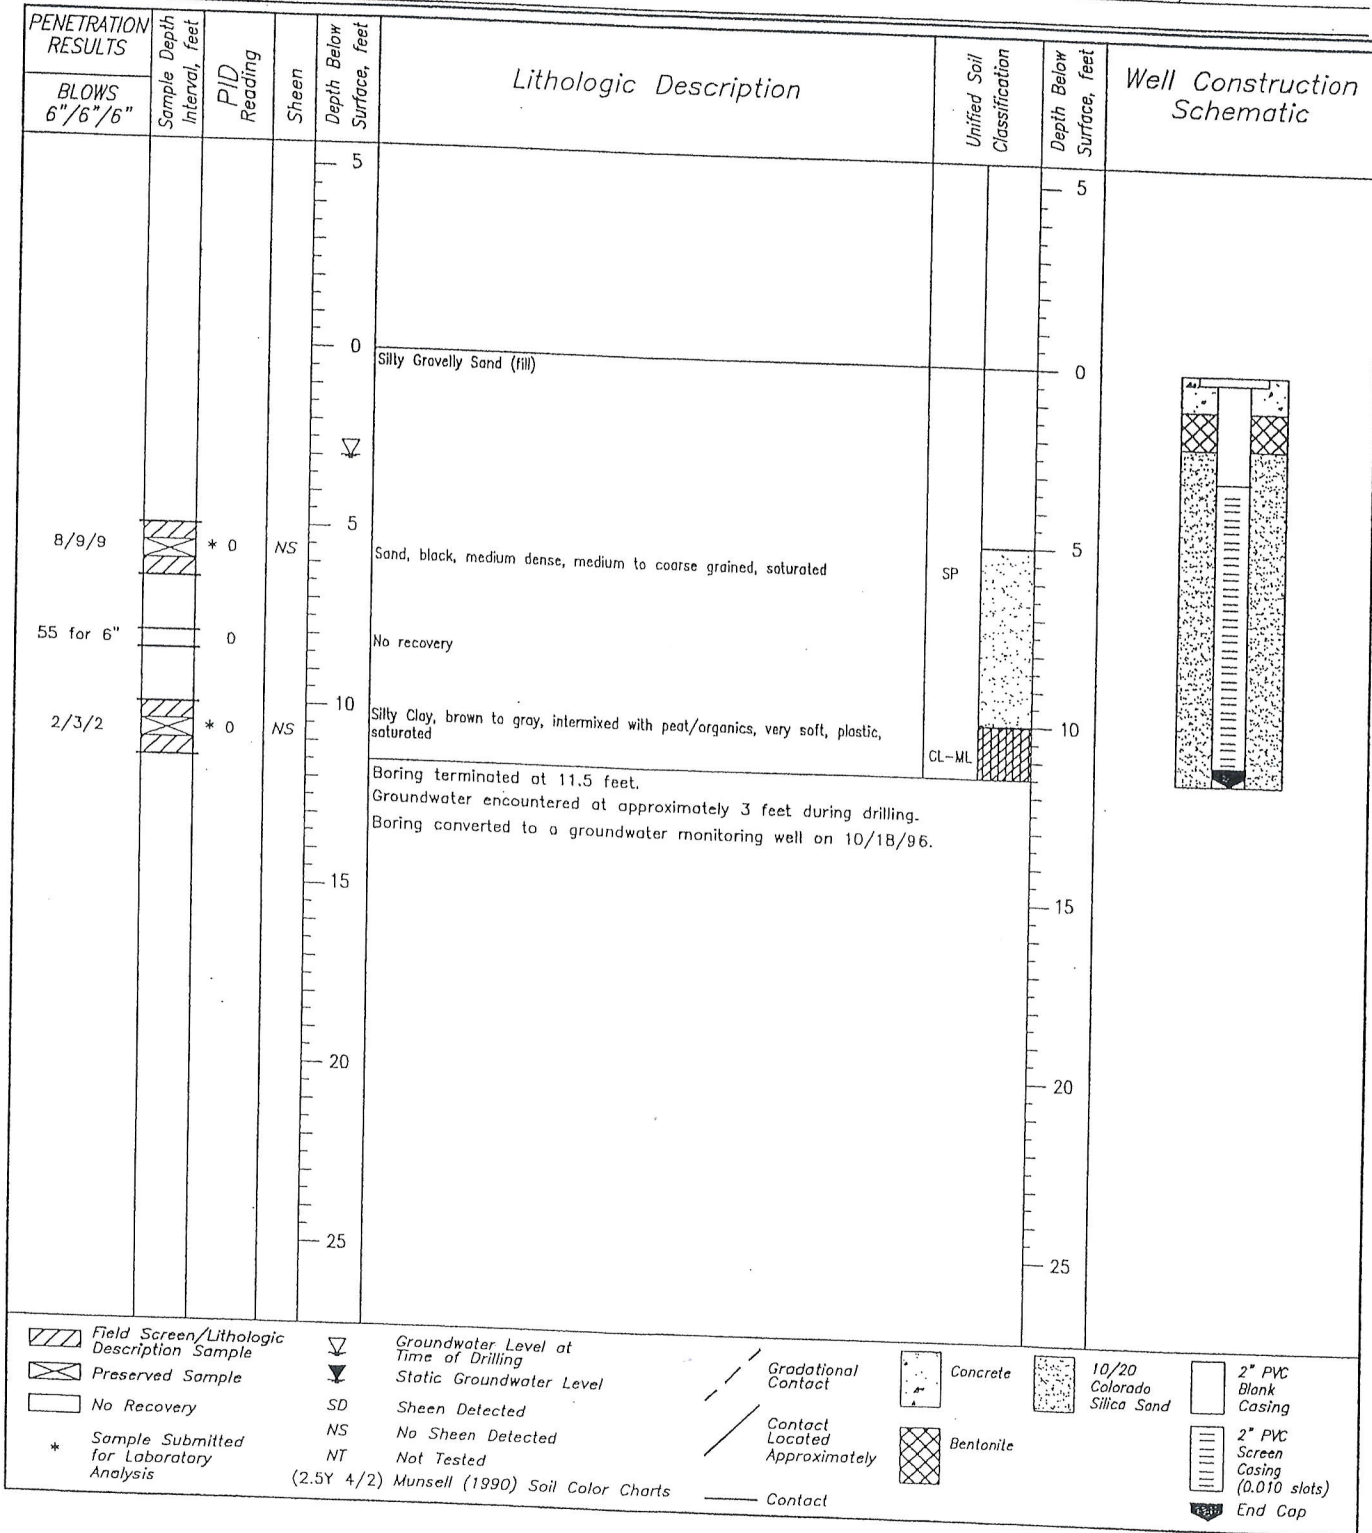 PENETRATION
RESULTS
BLOWS
6"/6"/6"
Sample Depth
Interval, feet
PID
Reading
Sheen
Depth Below
Surface, feet
Lithologic Description
Unified Soil
Classification
Depth Below
Surface, feet
Well Construction
Schematic
5
5
0
Silty Gravelly Sand (fill)
0
8/9/9
* 0
NS
5
Sand, black, medium dense, medium to coarse grained, saturated
SP
5
55 for 6"
0
No recovery
2/3/2
* 0
NS
10
Silty Clay, brown to gray, intermixed with peat/organics, very soft, plastic,
saturated
CL-ML
10
Boring terminated at 11.5 feet.
Groundwater encountered at approximately 3 feet during drilling.
Boring converted to a groundwater monitoring well on 10/18/96.
15
15
20
20
25
25
Field Screen/Lithologic
Description Sample
Preserved Sample
No Recovery
* Sample Submitted
for Laboratory
Analysis
Groundwater Level at
Time of Drilling
Static Groundwater Level
SD Sheen Detected
NS No Sheen Detected
NT Not Tested
(2.5Y 4/2) Munsell (1990) Soil Color Charts
Gradational
Contact
Contact
Located
Approximately
Contact
Concrete
Bentonite
10/20
Colorado
Silica Sand
2" PVC
Blank
Casing
2" PVC
Screen
Casing
(0.010 slots)
End Cap